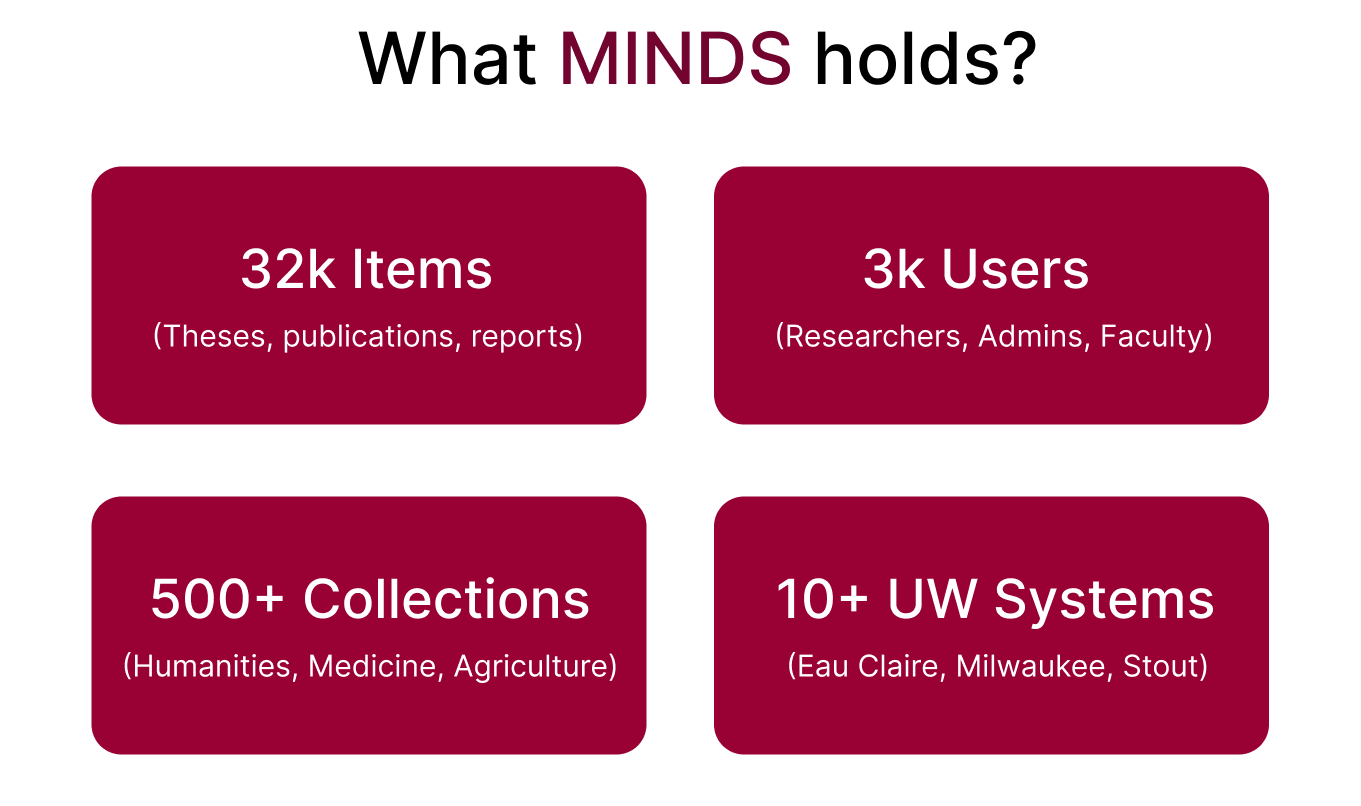 What MINDS holds?
32k Items
(Theses, publications, reports)
3k Users
(Researchers, Admins, Faculty)
500+ Collections
(Humanities, Medicine, Agriculture)
10+ UW Systems
(Eau Claire, Milwaukee, Stout)